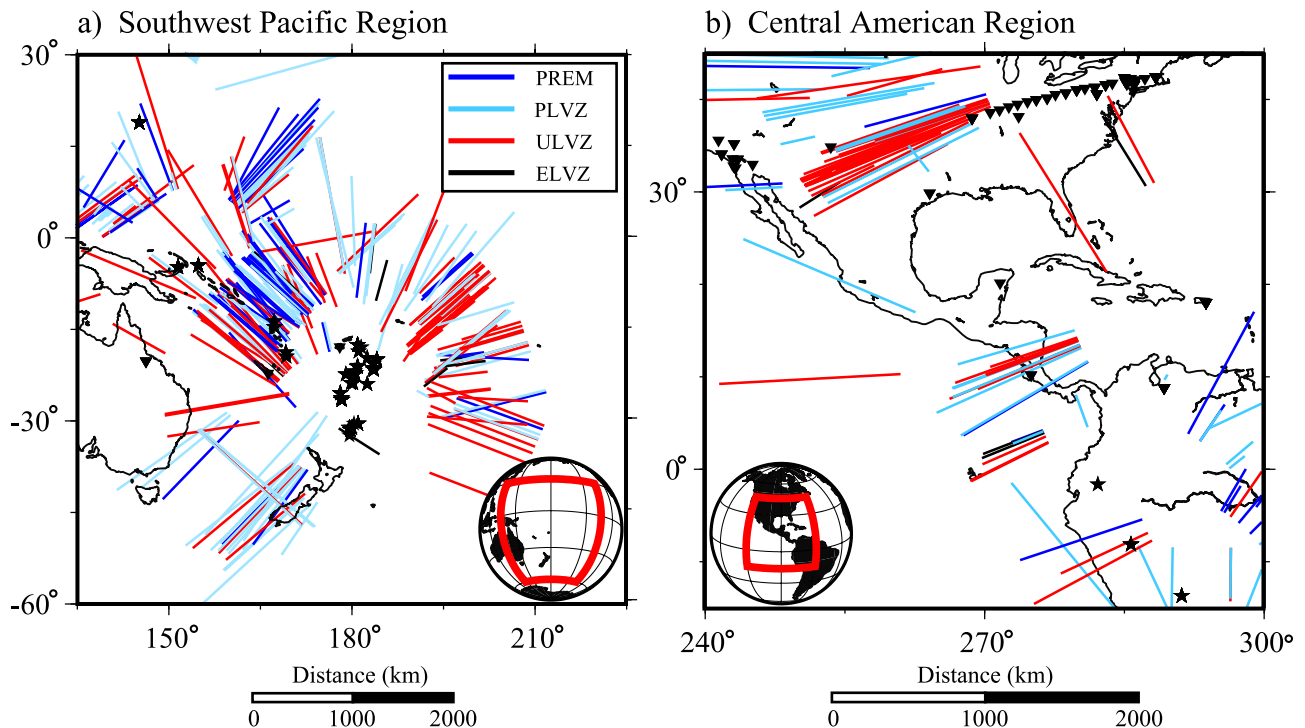 a) Southwest Pacific Region
30°
0°
-30°
-60°
150°
180°
210°
PREM
PLVZ
ULVZ
ELVZ
Distance (km)
0 1000 2000
b) Central American Region
30°
0°
240°
270°
300°
Distance (km)
0 1000 2000